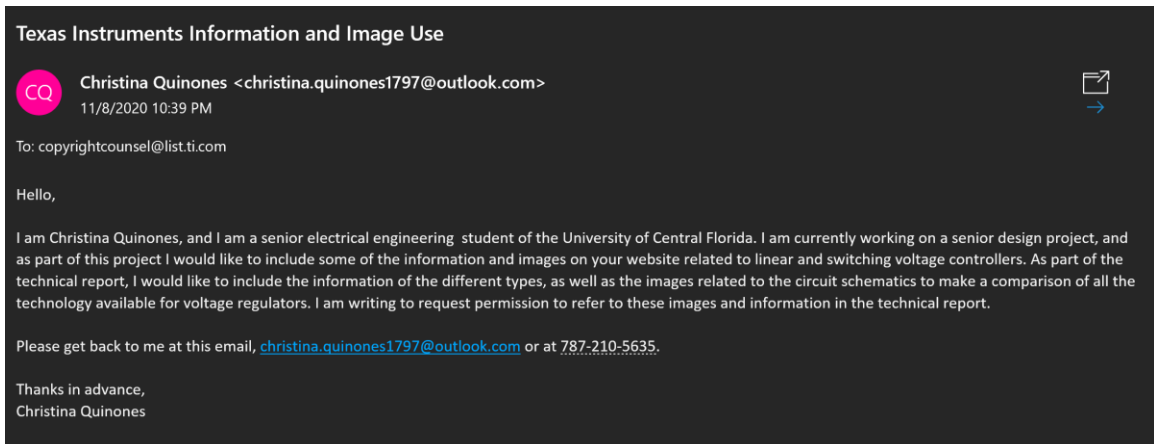 Texas Instruments Information and Image Use
CQ
Christina Quinones <christina.quinones1797@outlook.com>
11/8/2020 10:39 PM
To: copyrightcounsel@list.ti.com
Hello,
I am Christina Quinones, and I am a senior electrical engineering  student of the University of Central Florida. I am currently working on a senior design project, and
as part of this project I would like to include some of the information and images on your website related to linear and switching voltage controllers. As part of the
technical report, I would like to include the information of the different types, as well as the images related to the circuit schematics to make a comparison of all the
technology available for voltage regulators. I am writing to request permission to refer to these images and information in the technical report.
Please get back to me at this email, christina.quinones1797@outlook.com or at 787-210-5635.
Thanks in advance,
Christina Quinones